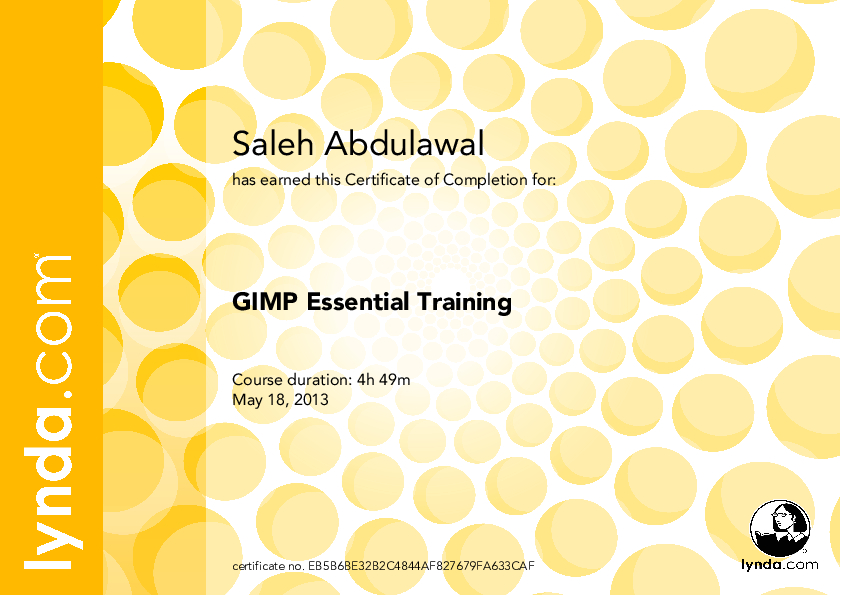 lynda.com™
Saleh Abdulawal
has earned this Certificate of Completion for:
GIMP Essential Training
Course duration: 4h 49m
May 18, 2013
certificate no. EB5B6BE32B2C4844AF827679FA633CAF
lynda.com